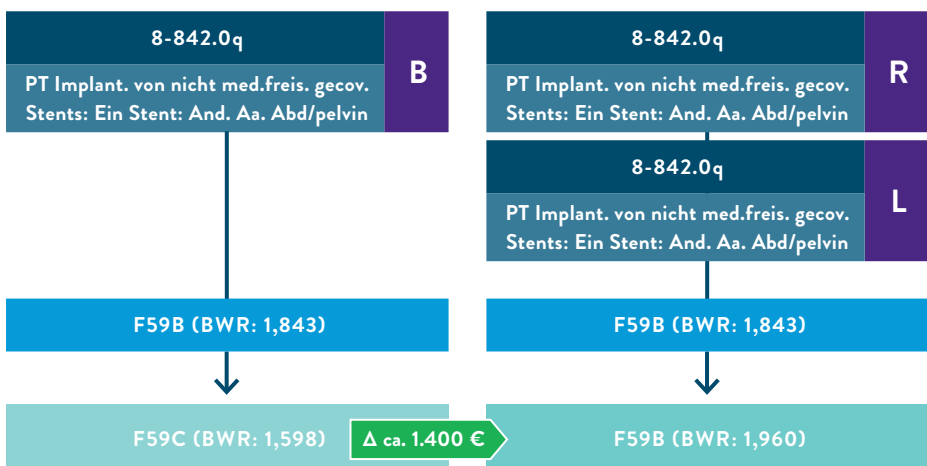 8-842.0q
B
PT Implant. von nicht med.freis. gecov.
Stents: Ein Stent: And. Aa. Abd/pelvin
8-842.0q
R
PT Implant. von nicht med.freis. gecov.
Stents: Ein Stent: And. Aa. Abd/pelvin
8-842.0q
L
PT Implant. von nicht med.freis. gecov.
Stents: Ein Stent: And. Aa. Abd/pelvin
F59B (BWR: 1,843)
F59B (BWR: 1,843)
F59C (BWR: 1,598)
Δ ca. 1.400 €
F59B (BWR: 1,960)